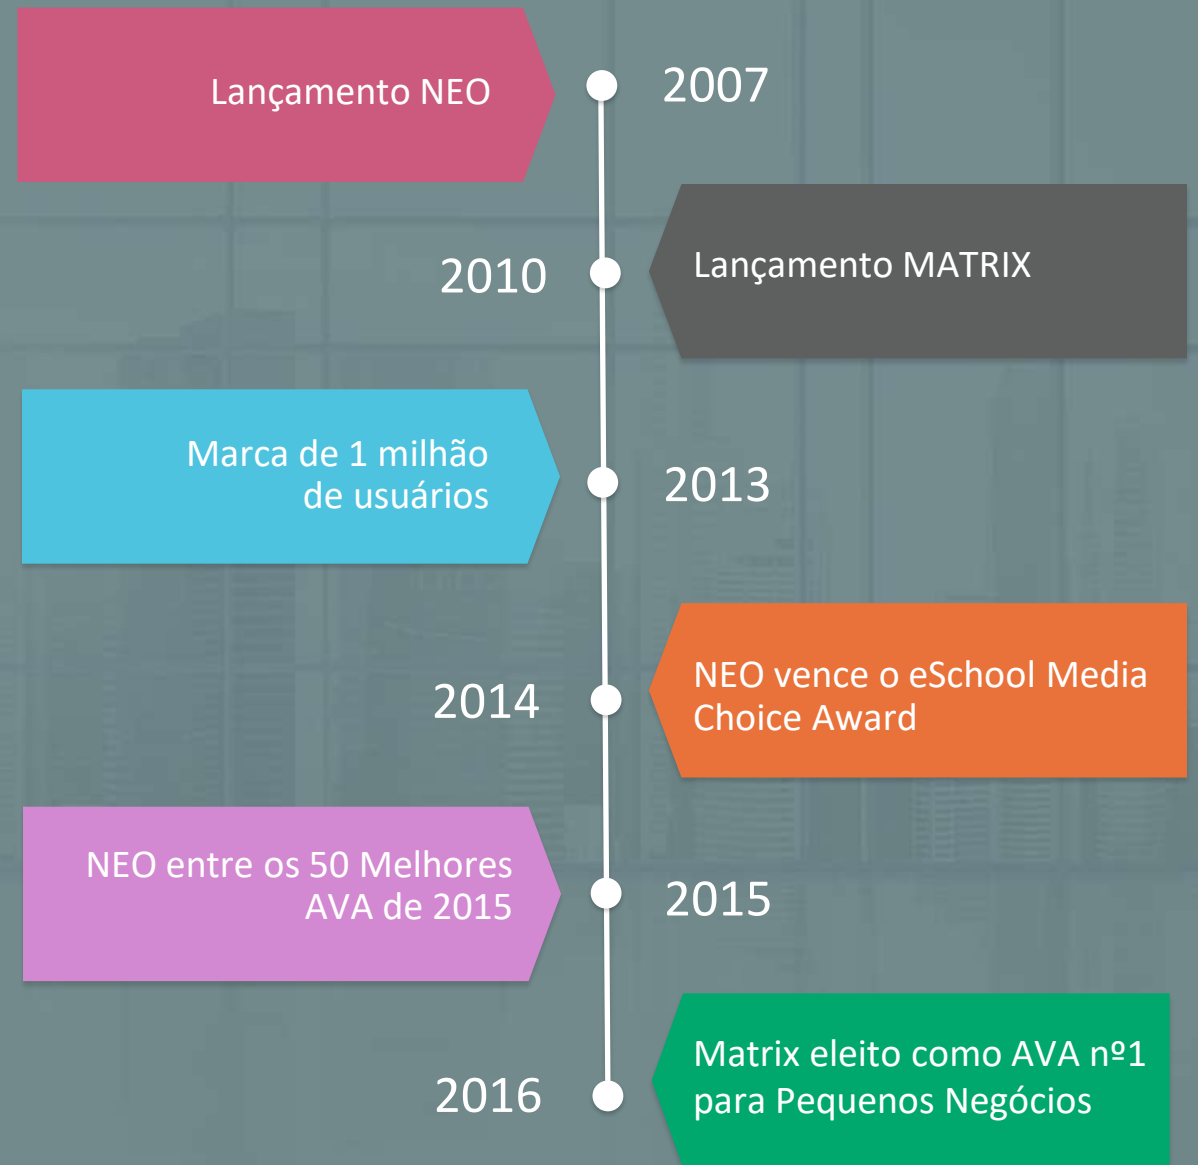 Lançamento NEO
2007
2010
Lançamento MATRIX
Marca de 1 milhão
de usuários
2013
2014
NEO vence o eSchool Media
Choice Award
NEO entre os 50 Melhores
AVA de 2015
2015
2016
Matrix eleito como AVA nº1
para Pequenos Negócios